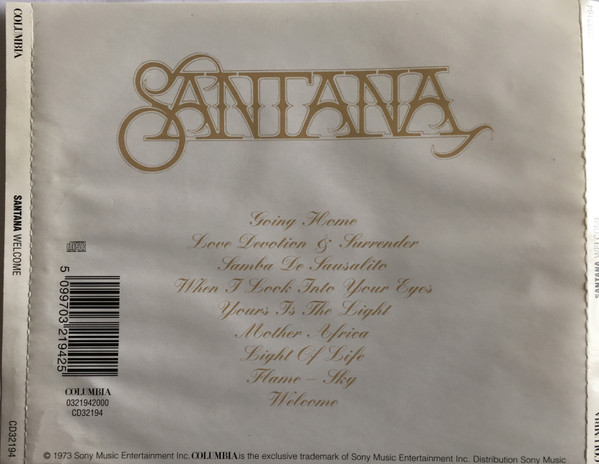 COLUMBIA
SANTANA WELCOME
CD32194
SANTANA
Going Home
Love Devotion & Surrender
Samba De Sausalito
When I Look Into Your Eyes
Yours Is The Light
Mother Africa
Light Of Life
Flame - Sky
Welcome
5 099703 219425
COLUMBIA
0321942000
CD32194
© 1973 Sony Music Entertainment Inc. COLUMBIA is the exclusive trademark of Sony Music Entertainment Inc. Distribution Sony Music
SANTANA WELCOME